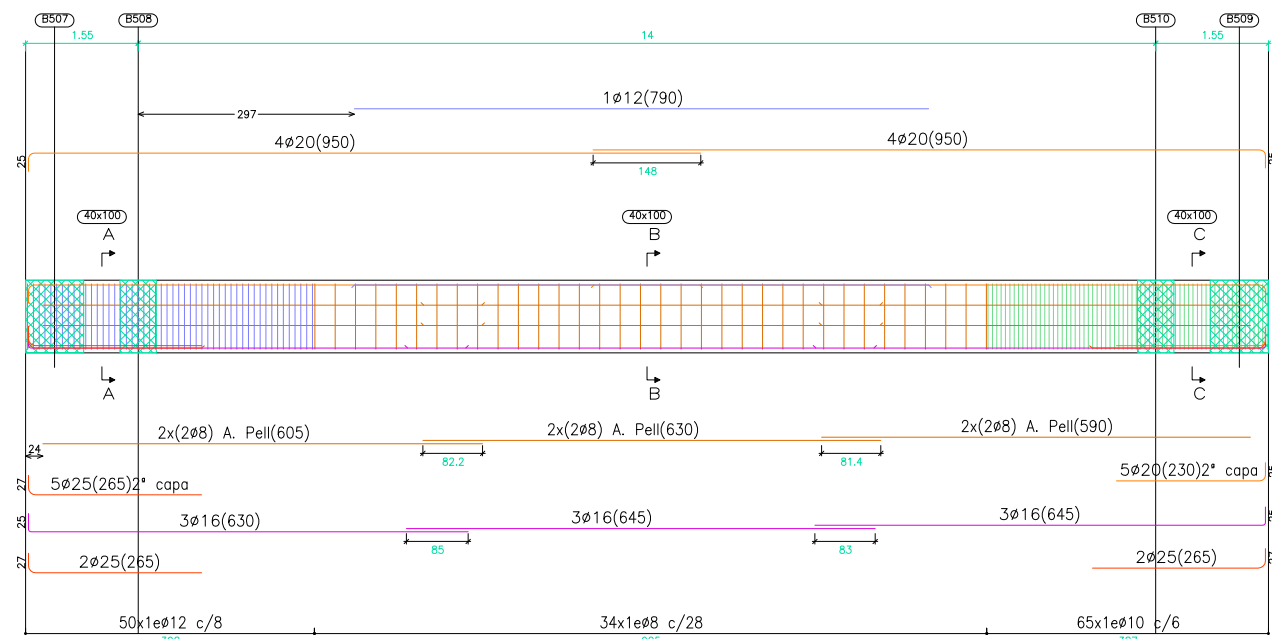 B507 B508 B510 B509
1.55 14 1.55
1ø12(790)
297
4ø20(950) 4ø20(950)
25
148
40x100 40x100 40x100
A B C
A B C
2x(2ø8) A. Pell(605) 2x(2ø8) A. Pell(630) 2x(2ø8) A. Pell(590)
24
82.2 81.4
27 5ø25(265)2ª capa 5ø20(230)2ª capa
25 3ø16(630) 3ø16(645) 3ø16(645)
85 83
27 2ø25(265) 2ø25(265)
50x1eø12 c/8 34x1eø8 c/28 65x1eø10 c/6